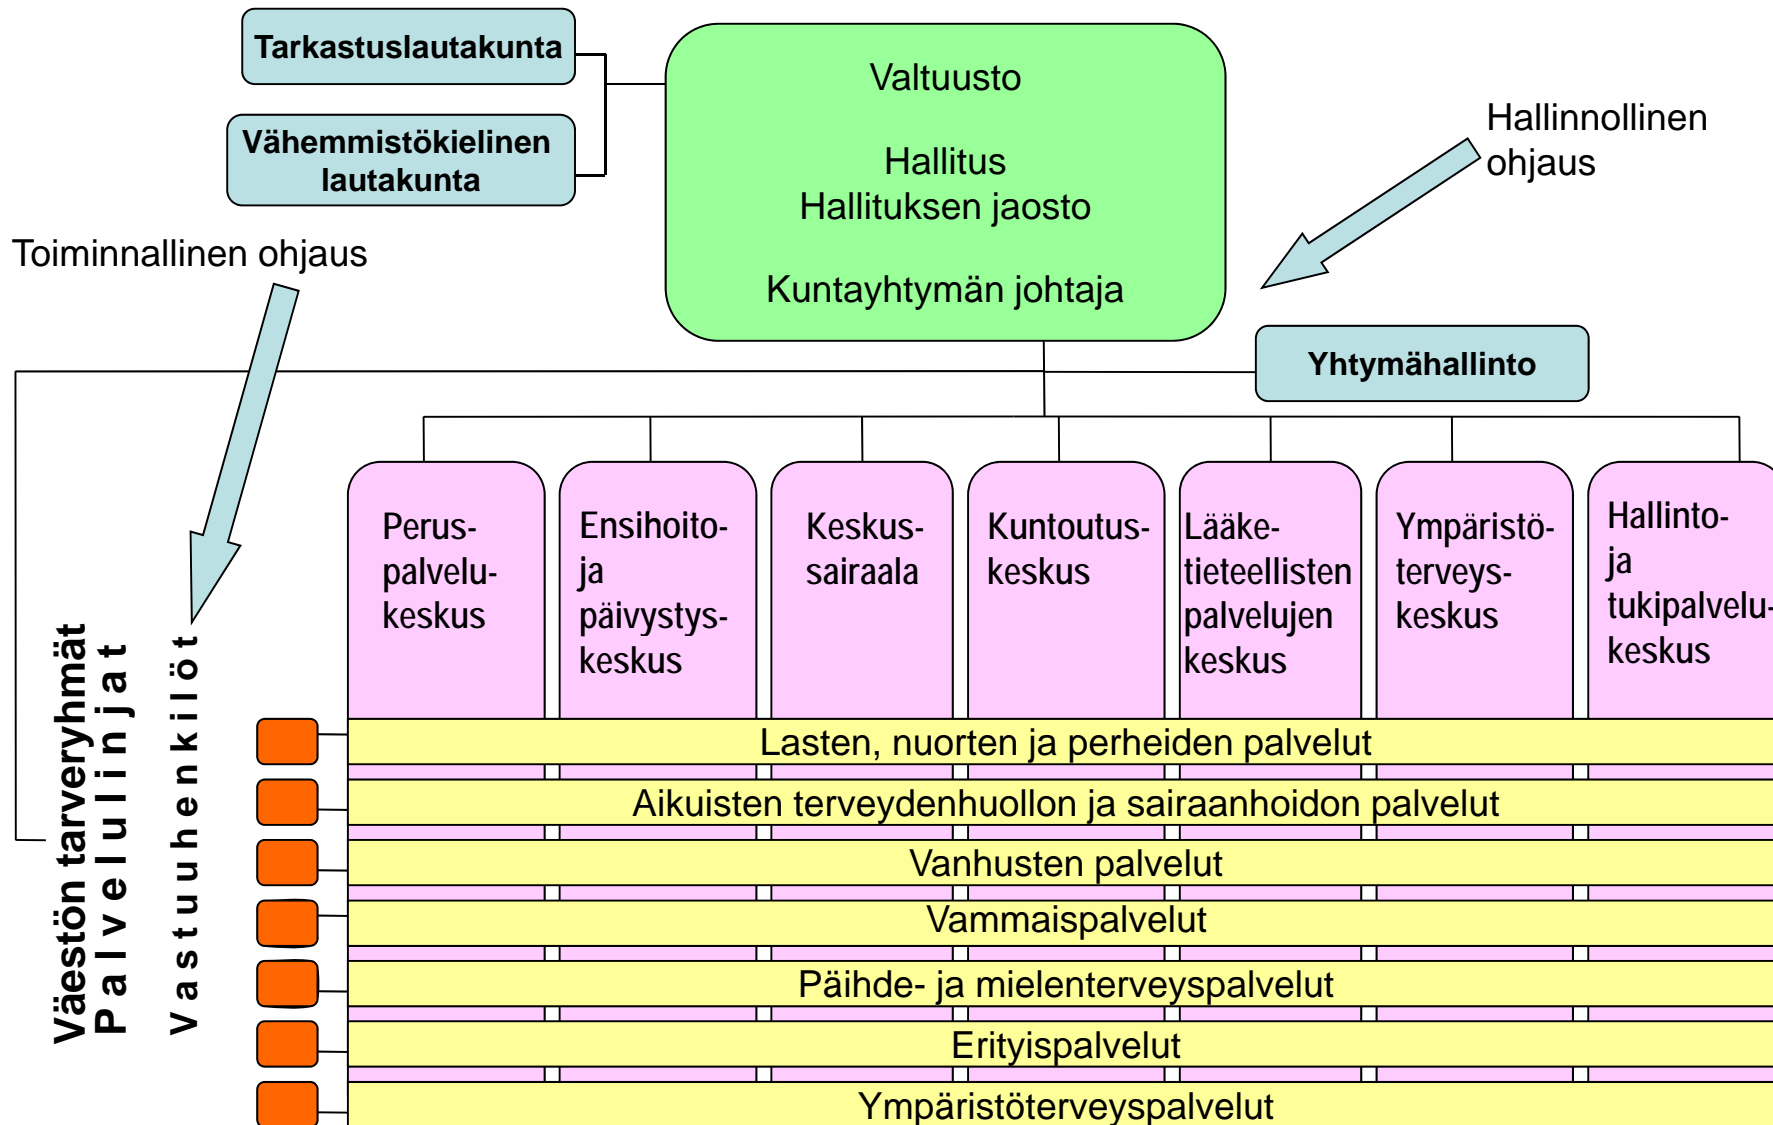 Tarkastuslautakunta
Vähemmistökielinen
lautakunta
Valtuusto
Hallitus
Hallituksen jaosto
Kuntayhtymän johtaja
Hallinnollinen
ohjaus
Toiminnallinen ohjaus
Yhtymähallinto
Perus-
palvelu-
keskus
Ensihoito-
ja
päivystys-
keskus
Keskus-
sairaala
Kuntoutus-
keskus
Lääke-
tieteellisten
palvelujen
keskus
Ympäristö-
terveys-
keskus
Hallinto-
ja
tukipalvelu-
keskus
Väestön tarveryhmät
Palvelulinjat
Vastuuhenkilöt
Lasten, nuorten ja perheiden palvelut
Aikuisten terveydenhuollon ja sairaanhoidon palvelut
Vanhusten palvelut
Vammaispalvelut
Päihde- ja mielenterveyspalvelut
Erityispalvelut
Ympäristöterveyspalvelut